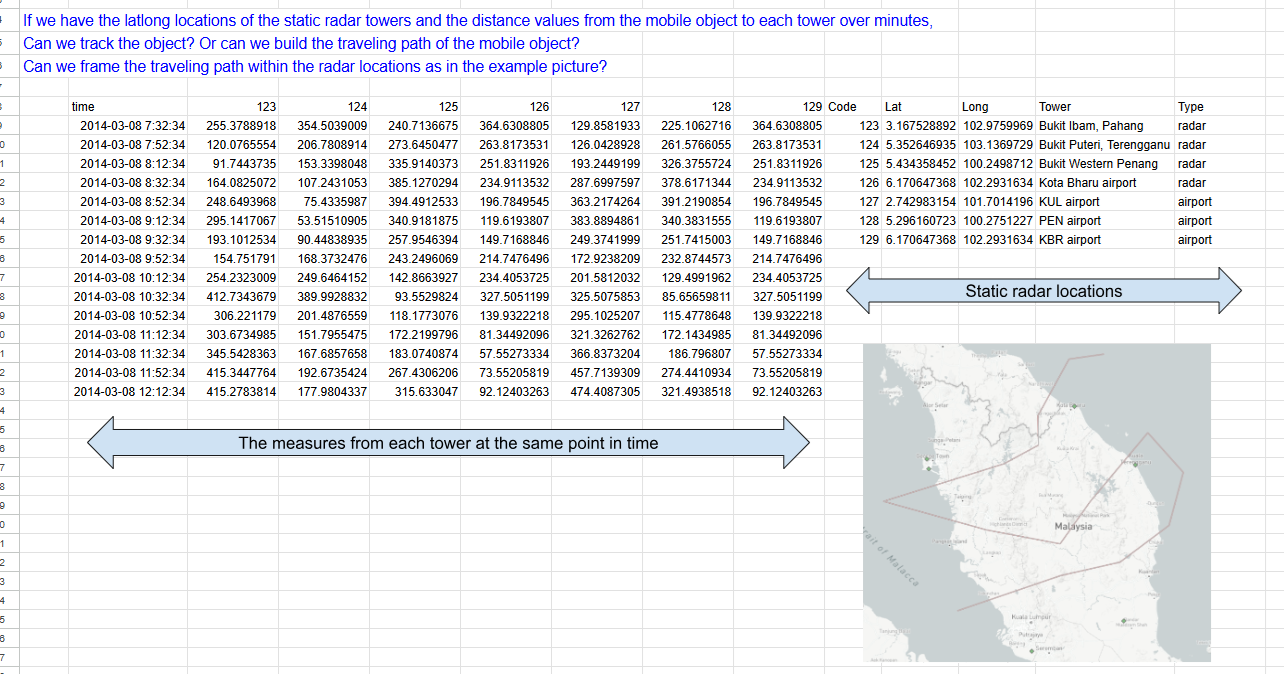 If we have the latlong locations of the static radar towers and the distance values from the mobile object to each tower over minutes,
Can we track the object? Or can we build the traveling path of the mobile object?
Can we frame the traveling path within the radar locations as in the example picture?
time 123 124 125 126 127 128 129 Code Lat Long Tower Type
2014-03-08 7:32:34 255.3788918 354.5039009 240.7136675 364.6308805 129.8581933 225.1062716 364.6308805 123 3.167528892 102.9759969 Bukit Ibam, Pahang radar
2014-03-08 7:52:34 120.0765554 206.7808914 273.6450477 263.8173531 126.0428928 261.5766055 263.8173531 124 5.352646935 103.1369729 Bukit Puteri, Terengganu radar
2014-03-08 8:12:34 91.7443735 153.3398048 335.9140373 251.8311926 193.2449199 326.3755724 251.8311926 125 5.434358452 100.2498712 Bukit Western Penang radar
2014-03-08 8:32:34 164.0825072 107.2431053 385.1270294 234.9113532 287.6997597 378.6171344 234.9113532 126 6.170647368 102.2931634 Kota Bharu airport radar
2014-03-08 8:52:34 248.6493968 75.4335987 394.4912533 196.7849545 363.2174264 391.2190854 196.7849545 127 2.742983154 101.7014196 KUL airport airport
2014-03-08 9:12:34 295.1417067 53.51510905 340.9181875 119.6193807 383.8894861 340.3831555 119.6193807 128 5.296160723 100.2751227 PEN airport airport
2014-03-08 9:32:34 193.1012534 90.44838935 257.9546394 149.7168846 249.3741999 251.7415003 149.7168846 129 6.170647368 102.2931634 KBR airport airport
2014-03-08 9:52:34 154.751791 168.3732476 243.2496069 214.7476496 172.9238209 232.8744573 214.7476496
2014-03-08 10:12:34 254.2323009 249.6464152 142.8663927 234.4053725 201.5812032 129.4991962 234.4053725
2014-03-08 10:32:34 412.7343679 389.9928832 93.5529824 327.5051199 325.5075853 85.65659811 327.5051199
2014-03-08 10:52:34 306.221179 201.4876559 118.1773076 139.9322218 295.1025207 115.4778648 139.9322218
2014-03-08 11:12:34 303.6734985 151.7955475 172.2199796 81.34492096 321.3262762 172.1434985 81.34492096
2014-03-08 11:32:34 345.5428363 167.6857658 183.0740874 57.55273334 366.8373204 186.796807 57.55273334
2014-03-08 11:52:34 415.3447764 192.6735424 267.4306206 73.55205819 457.7139309 274.4410934 73.55205819
2014-03-08 12:12:34 415.2783814 177.9804337 315.633047 92.12403263 474.4087305 321.4938518 92.12403263
Static radar locations
The measures from each tower at the same point in time
Malaysia
Kuala Lumpur
Putrajaya
Seremban